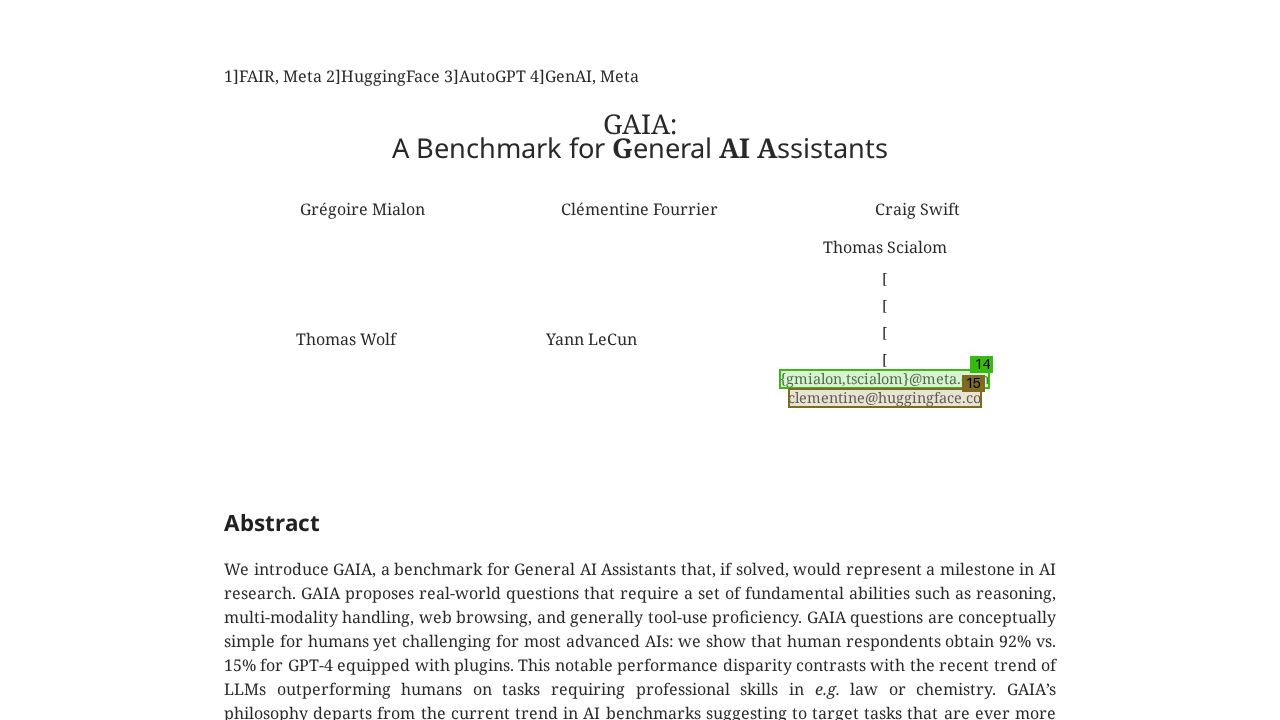 1]FAIR, Meta 2]HuggingFace 3]AutoGPT 4]GenAI, Meta
GAIA:
A Benchmark for General AI Assistants
Grégoire Mialon
Clémentine Fourrier
Craig Swift
Thomas Wolf
Yann LeCun
Thomas Scialom
[
[
[
[
14
{gmialon,tscialom}@meta.
15
clementine@huggingface.co
Abstract
We introduce GAIA, a benchmark for General AI Assistants that, if solved, would represent a milestone in AI
research. GAIA proposes real-world questions that require a set of fundamental abilities such as reasoning,
multi-modality handling, web browsing, and generally tool-use proficiency. GAIA questions are conceptually
simple for humans yet challenging for most advanced AIs: we show that human respondents obtain 92% vs.
15% for GPT-4 equipped with plugins. This notable performance disparity contrasts with the recent trend of
LLMs outperforming humans on tasks requiring professional skills in e.g. law or chemistry. GAIA’s
philosophy departs from the current trend in AI benchmarks suggesting to target tasks that are ever more